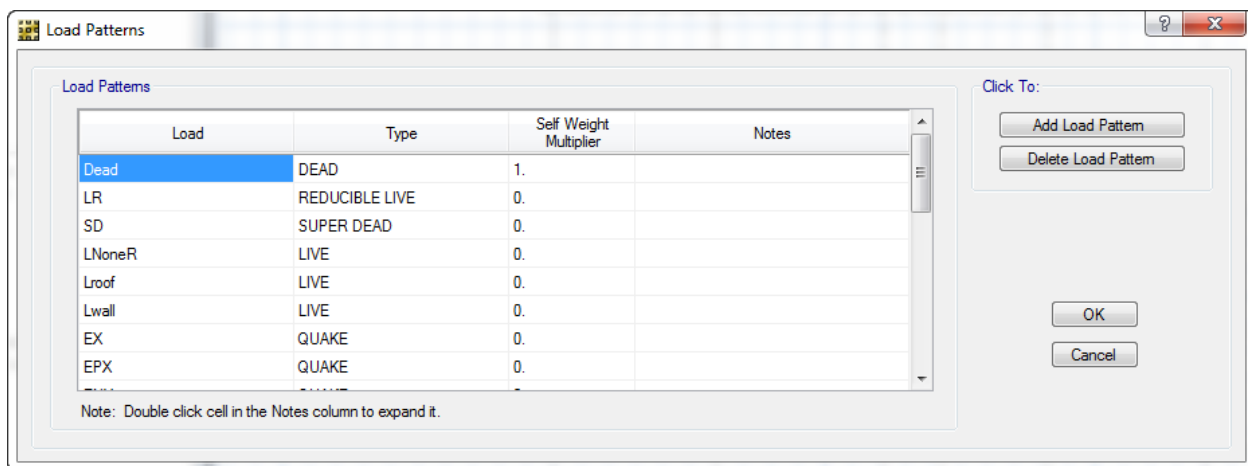 Load Patterns
Load Patterns
Load Type Self Weight Multiplier Notes
Dead DEAD 1.
LR REDUCIBLE LIVE 0.
SD SUPER DEAD 0.
LNoneR LIVE 0.
Lroof LIVE 0.
Lwall LIVE 0.
EX QUAKE 0.
EPX QUAKE 0.
Note: Double click cell in the Notes column to expand it.
Click To:
Add Load Pattern
Delete Load Pattern
OK
Cancel